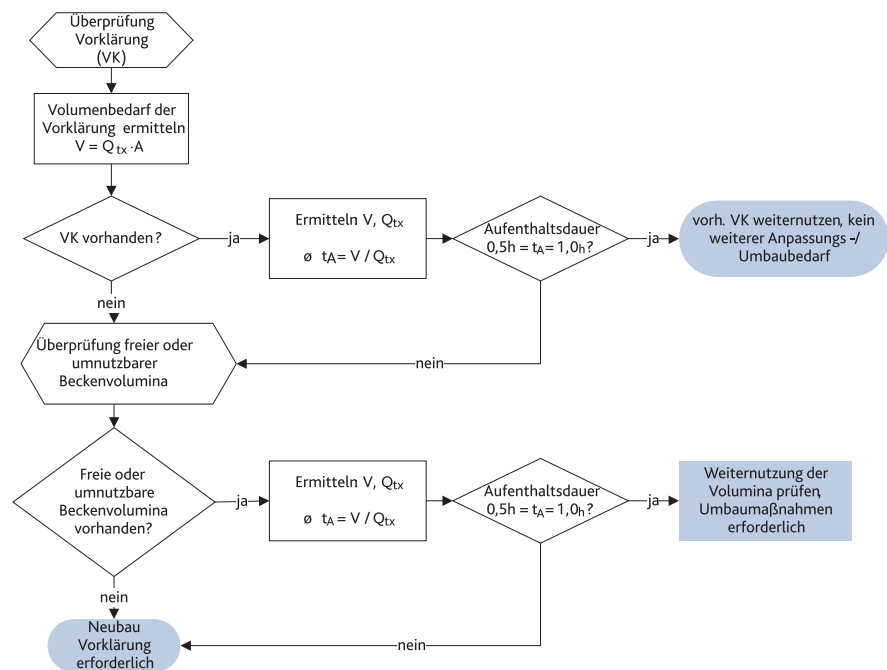 Überprüfung
Vorklärung
(VK)
Volumenbedarf der
Vorklärung ermitteln
V = Q tx · A
VK vorhanden?
ja
Ermitteln V, Qtx
ø tA = V / Qtx
Aufenthaltsdauer
0,5h = tA = 1,0h?
ja
vorh. VK weiternutzen, kein
weiterer Anpassungs -/
Umbaubedarf
nein
Überprüfung freier oder
umnutzbarer
Beckenvolumina
nein
Freie oder
umnutzbare
Beckenvolumina
vorhanden?
ja
Ermitteln V, Qtx
ø tA = V / Qtx
Aufenthaltsdauer
0,5h = tA = 1,0h?
ja
Weiternutzung der
Volumina prüfen,
Umbaumaßnahmen
erforderlich
nein
Neubau
Vorklärung
erforderlich
nein